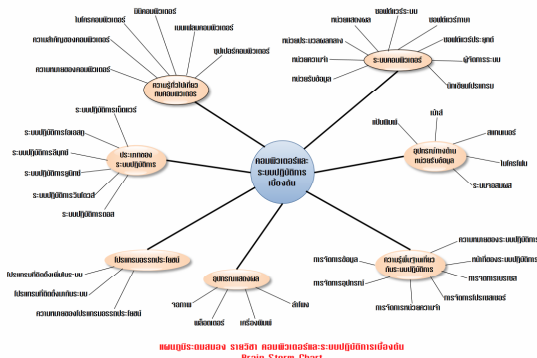 มินิคอมพิวเตอร์
ไมโครคอมพิวเตอร์
เมนเฟรมคอมพิวเตอร์
ความสำคัญของคอมพิวเตอร์
ซุปเปอร์คอมพิวเตอร์
ความหมายของคอมพิวเตอร์
ความรู้ทั่วไปเกี่ยว
กับคอมพิวเตอร์
ซอฟต์แวร์ระบบ
หน่วยแสดงผล
ซอฟต์แวร์ภาษา
หน่วยประมวลผลกลาง
ซอฟต์แวร์ประยุกต์
หน่วยความจำ
ผู้จัดการระบบ
หน่วยรับข้อมูล
นักเขียนโปรแกรม
ระบบคอมพิวเตอร์
ระบบปฏิบัติการเน็ตแวร์
ระบบปฏิบัติการโอเอสทู
ระบบปฏิบัติการลีนุกซ์
ระบบปฏิบัติการยูนิกซ์
ระบบปฏิบัติการวินโดวส์
ระบบปฏิบัติการดอส
ประเภทของ
ระบบปฏิบัติการ
คอมพิวเตอร์และ
ระบบปฏิบัติการ
เบื้องต้น
เม้าส์
แป้นพิมพ์
สแกนเนอร์
ไมโครโฟน
ระบบจอสัมผัส
อุปกรณ์ทางด้าน
หน่วยรับข้อมูล
โปรแกรมอรรถประโยชน์
โปรแกรมที่ติดตั้งเพิ่มในระบบ
โปรแกรมที่ติดตั้งมากับระบบ
ความหมายของโปรแกรมอรรถประโยชน์
อุปกรณ์แสดงผล
จอภาพ
ลำโพง
พล็อตเตอร์
เครื่องพิมพ์
ความหมายของระบบปฏิบัติการ
การจัดการข้อมูล
หน้าที่ของระบบปฏิบัติการ
ความรู้พื้นฐานเกี่ยว
กับระบบปฏิบัติการ
การจัดการอุปกรณ์
การจัดการโปรเซส
การจัดการโปรเซสเซอร์
การจัดการหน่วยความจำ
แผนภูมิระดมสมอง รายวิชา คอมพิวเตอร์และระบบปฏิบัติการเบื้องต้น
Brain Storm Chart